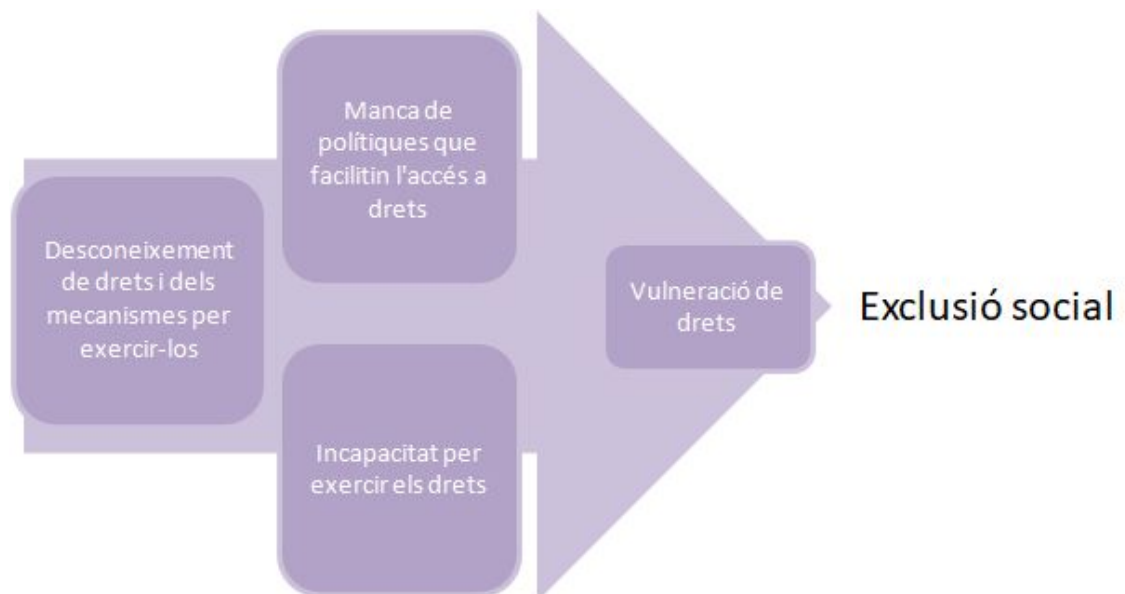 Manca de
polítiques que
facilitin l'accés a
drets
Desconeixement
de drets i dels
mecanismes per
exercir-los
Vulneració de
drets
Exclusió social
Incapacitat per
exercir els drets